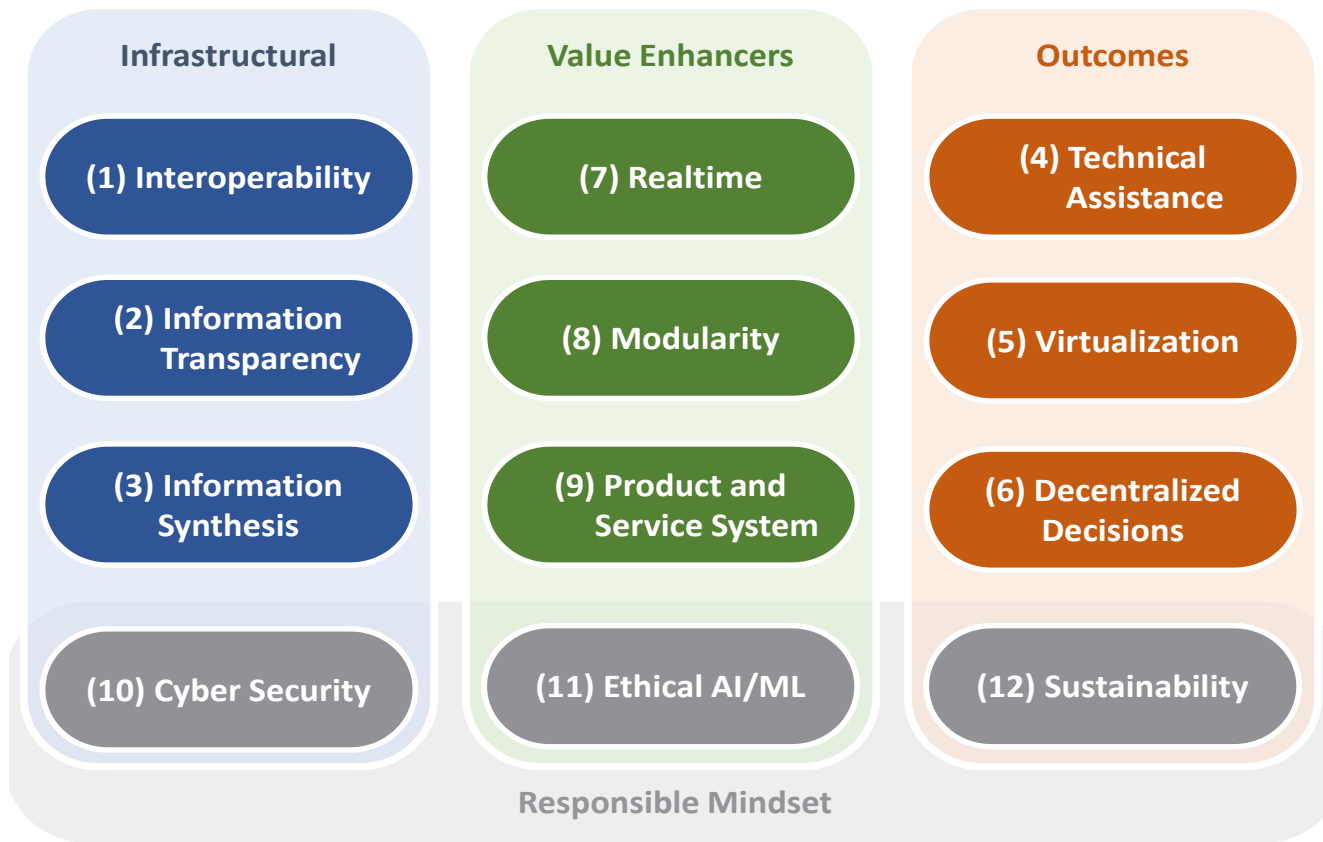 Infrastructural
(1) Interoperability
(2) Information
Transparency
(3) Information
Synthesis
(10) Cyber Security
Value Enhancers
(7) Realtime
(8) Modularity
(9) Product and
Service System
(11) Ethical AI/ML
Outcomes
(4) Technical
Assistance
(5) Virtualization
(6) Decentralized
Decisions
(12) Sustainability
Responsible Mindset